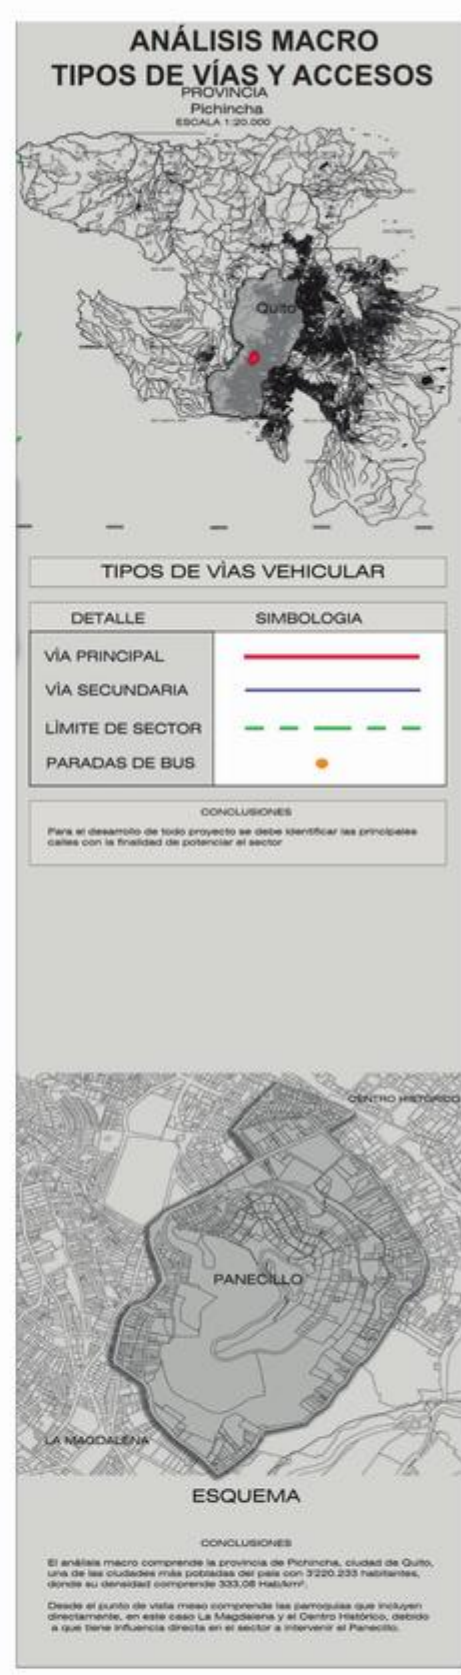 ANÁLISIS MACRO
TIPOS DE VÍAS Y ACCESOS
PROVINCIA
Pichincha
ESCALA 1:20.000
Quito
TIPOS DE VÌAS VEHICULAR
DETALLE SIMBOLOGIA
VÌA PRINCIPAL
VÌA SECUNDARIA
LÌMITE DE SECTOR
PARADAS DE BUS
CONCLUSIONES
Para el desarrollo de todo proyecto se debe identificar las principales
calles con la finalidad de potenciar el sector
CENTRO HISTORICO
PANECILLO
LA MAGDALENA
ESQUEMA
CONCLUSIONES
El análisis macro comprende la provincia de Pichincha, ciudad de Quito,
una de las ciudades más pobladas del país con 3'220.233 habitantes,
donde su densidad comprende 333,08 Hab/km².
Desde el punto de vista meso comprende las parroquias que incluyen
directamente, en este caso La Magdalena y el Centro Histórico, debido
a que tiene influencia directa en el sector a intervenir el Panecillo.